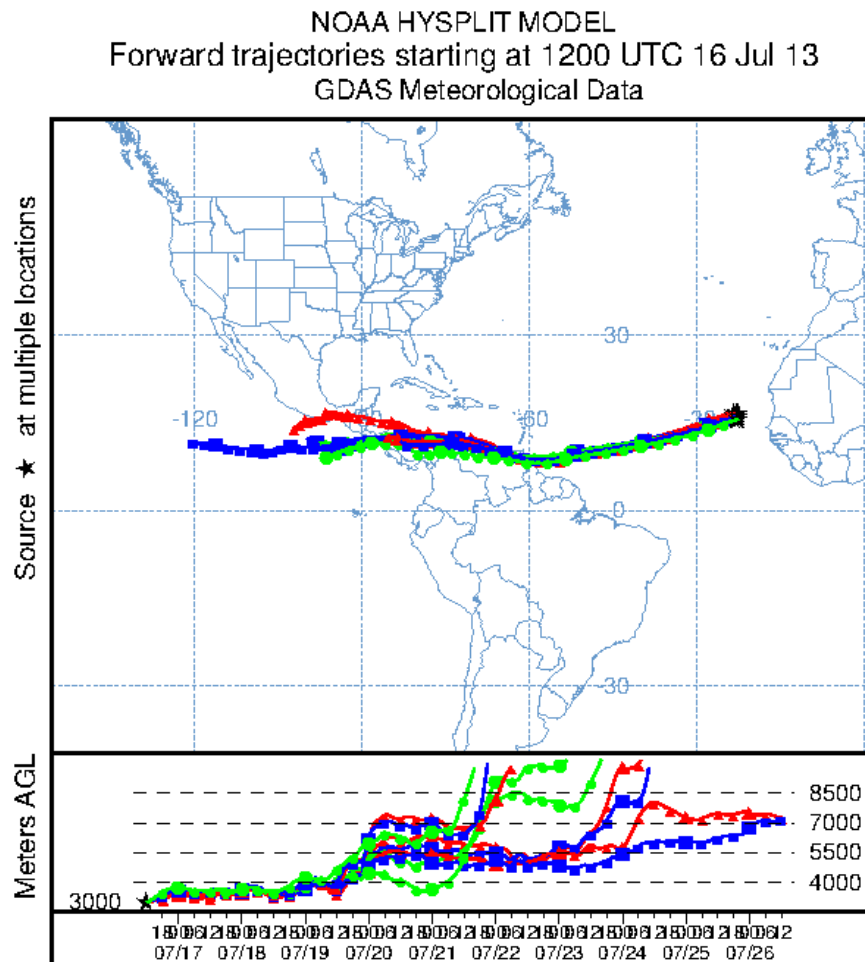 NOAA HYSPLIT MODEL
Forward trajectories starting at 1200 UTC 16 Jul 13
GDAS Meteorological Data
Source ★ at multiple locations
30
-120
-60
0
-30
Meters AGL
3000
8500
7000
5500
4000
07/17 07/18 07/19 07/20 07/21 07/22 07/23 07/24 07/25 07/26